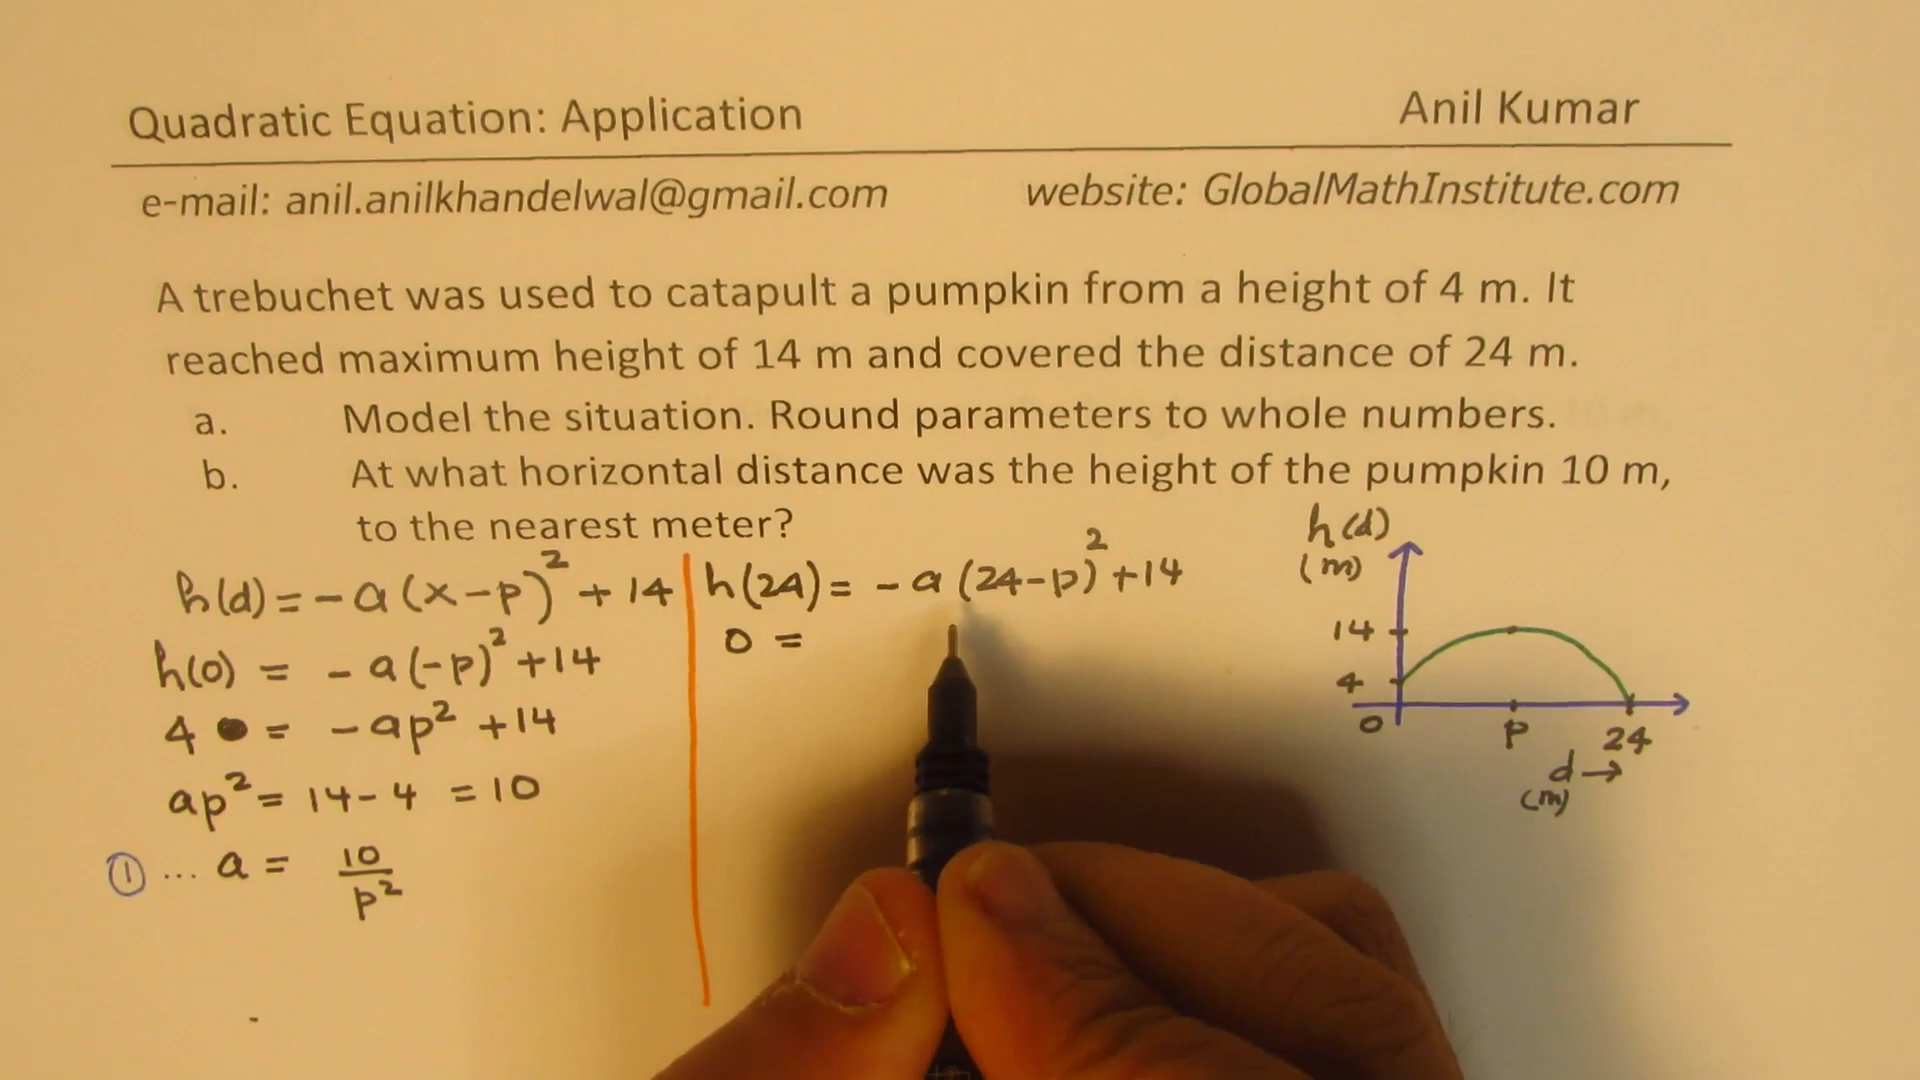 Quadratic Equation: Application Anil Kumar
e-mail: anil.anilkhandelwal@gmail.com website: GlobalMathInstitute.com
A trebuchet was used to catapult a pumpkin from a height of 4 m. It
reached maximum height of 14 m and covered the distance of 24 m.
a. Model the situation. Round parameters to whole numbers.
b. At what horizontal distance was the height of the pumpkin 10 m,
to the nearest meter?
h(d) = -a(x-p)² + 14
h(0) = -a(-p)² + 14
4 = -ap² + 14
ap² = 14 - 4 = 10
① ... a = 10/p²
h(24) = -a(24-p)² + 14
0 =
h(d)
(m)
14
4
0 P 24
d→
(m)